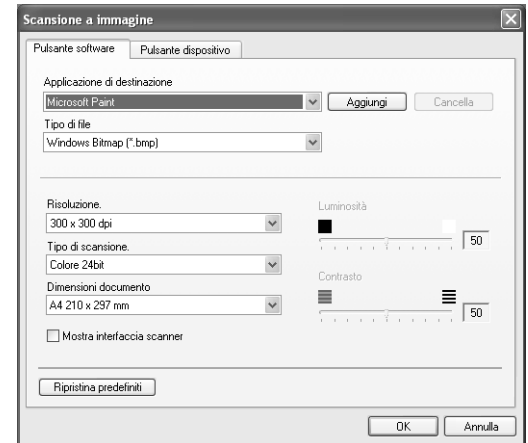 Scansione a immagine
Pulsante software Pulsante dispositivo
Applicazione di destinazione
Microsoft Paint Aggiungi Cancella
Tipo di file
Windows Bitmap (*.bmp)
Risoluzione. Luminosità
300 x 300 dpi 50
Tipo di scansione.
Colore 24bit
Dimensioni documento Contrasto
A4 210 x 297 mm 50
Mostra interfaccia scanner
Ripristina predefiniti
OK Annulla